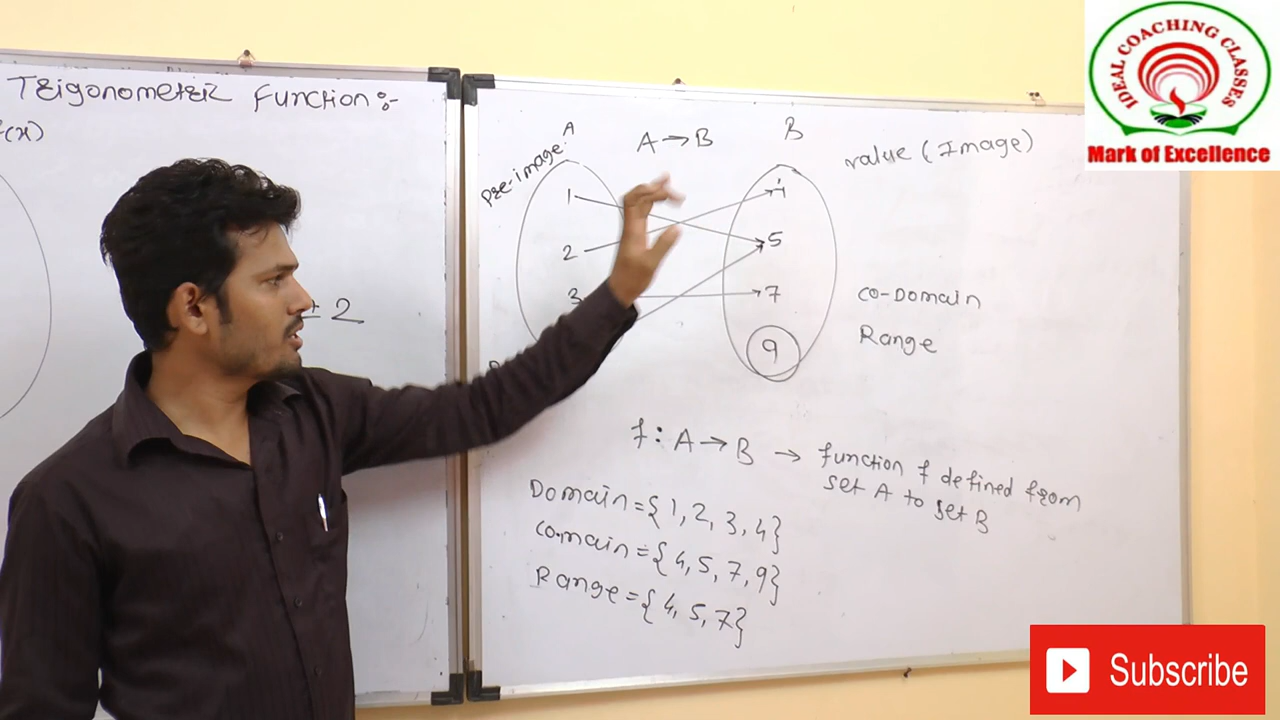 Trigonometric Function :-
f(x)
± 2
A
A → B
B
value (Image)
Pre-image
1
2
3
4
5
7
9
Co-Domain
Range
f : A → B → function f defined from
set A to set B
Domain = {1, 2, 3, 4}
Co-main = {4, 5, 7, 9}
Range = {4, 5, 7}
IDEAL COACHING CLASSES
Mark of Excellence
Subscribe